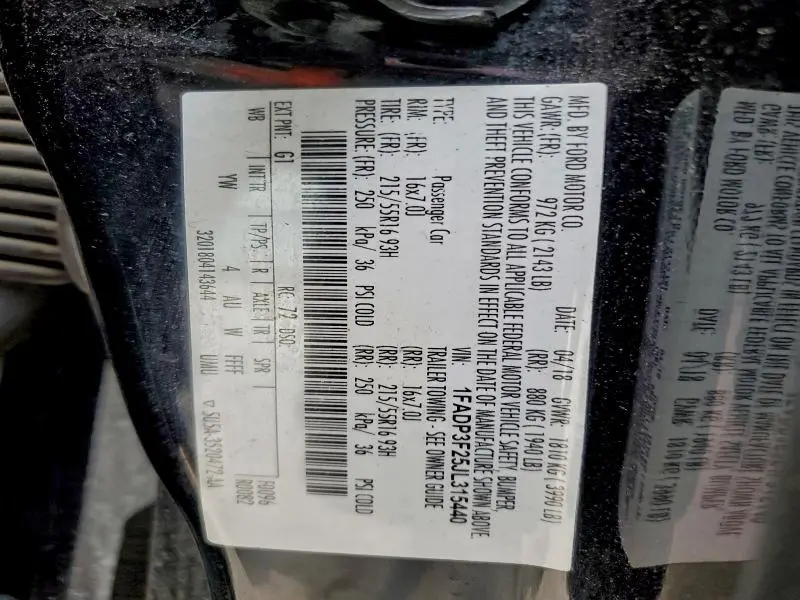 MFD. BY FORD MOTOR CO.
DATE: 04/18 GVWR: 1810 KG ( 3990 LB)
GAWR: (FR): 972 KG ( 2143 LB) (RR): 880 KG ( 1940 LB)
THIS VEHICLE CONFORMS TO ALL APPLICABLE FEDERAL MOTOR VEHICLE SAFETY, BUMPER,
AND THEFT PREVENTION STANDARDS IN EFFECT ON THE DATE OF MANUFACTURE SHOWN ABOVE.
VIN: 1FADP3F25JL315440
TYPE: Passenger Car TRAILER TOWING - SEE OWNER GUIDE
RIM: (FR): 16x7.0J (RR): 16x7.0J
TIRE: (FR): 215/55R16 93H (RR): 215/55R16 93H
PRESSURE (FR): 250 kPa/ 36 PSI COLD (RR): 250 kPa/ 36 PSI COLD
EXT PNT: G1 RC: 72 DSO:
WB INT TR TP/PS R AXLE TR SPR
YW 4 AU W FFFF
3201804143644